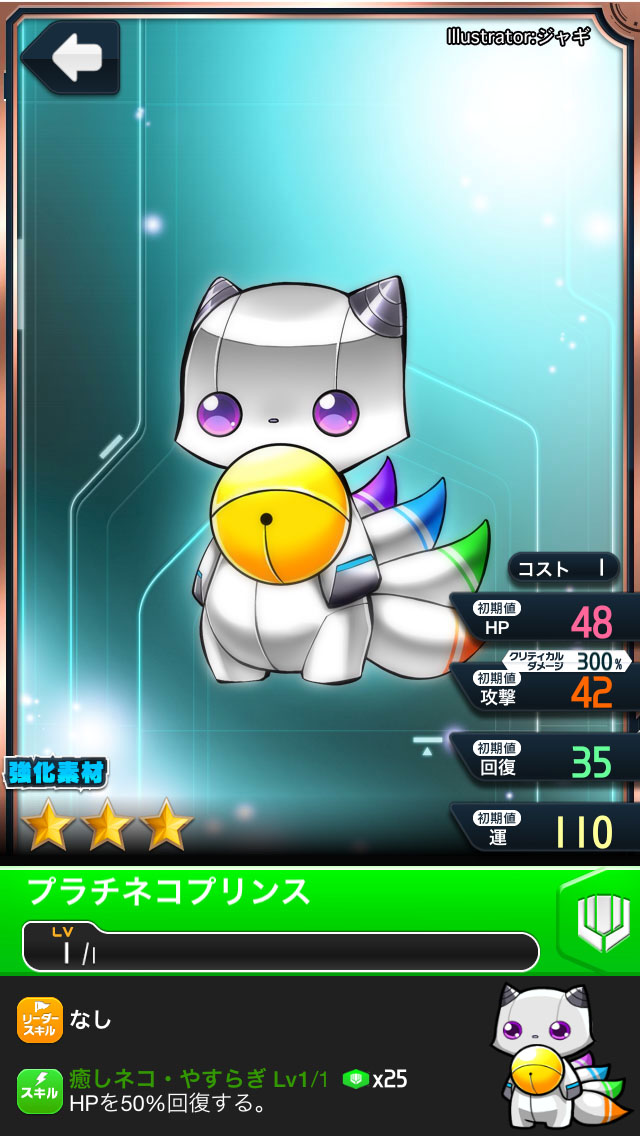 Illustrator:ジャギ
コスト 1
初期値
HP 48
クリティカル
ダメージ 300%
初期値
攻撃 42
初期値
回復 35
初期値
運 110
強化素材
プラチネコプリンス
LV
1/1
リーダー
スキル なし
スキル 癒しネコ・やすらぎ Lv1/1 x25
HPを50%回復する。